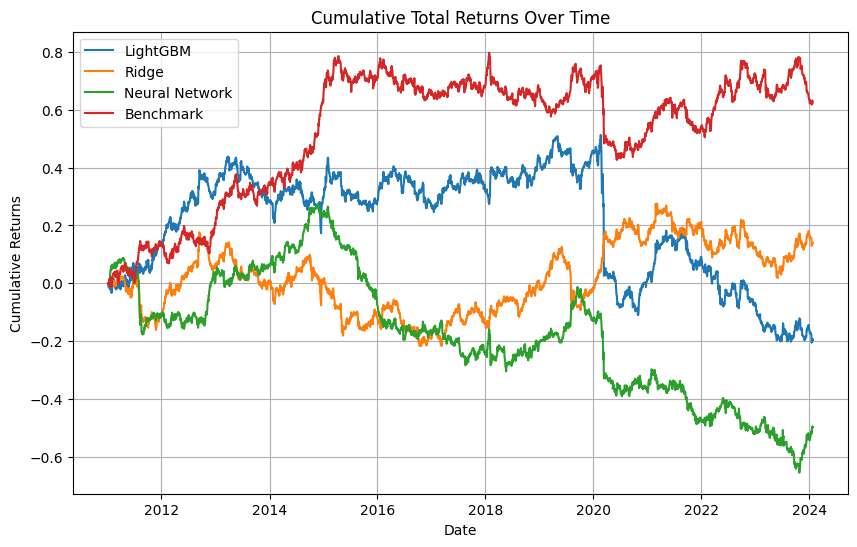 Cumulative Total Returns Over Time
LightGBM
Ridge
Neural Network
Benchmark
Cumulative Returns
0.8
0.6
0.4
0.2
0.0
−0.2
−0.4
−0.6
2012 2014 2016 2018 2020 2022 2024
Date